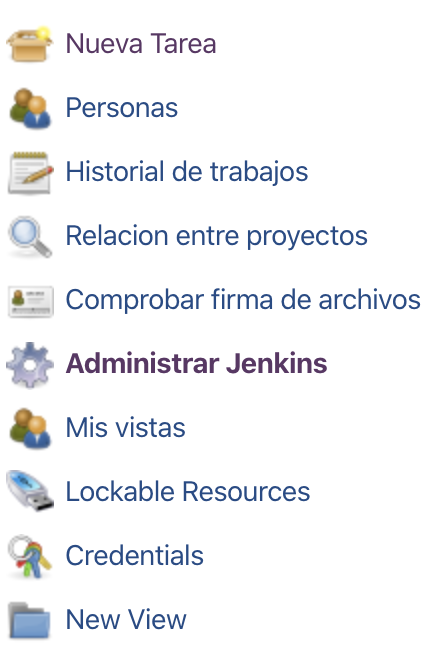 Nueva Tarea
Personas
Historial de trabajos
Relacion entre proyectos
Comprobar firma de archivos
Administrar Jenkins
Mis vistas
Lockable Resources
Credentials
New View